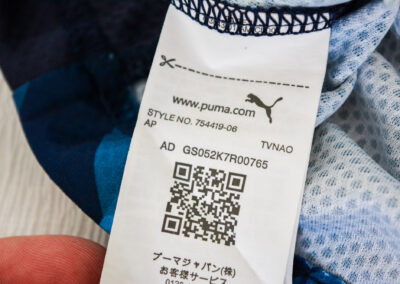 www.puma.com
STYLE NO. 754419-06
AP TVNAO
AD GS052K7R00765
プーマジャパン(株)
お客様サービス